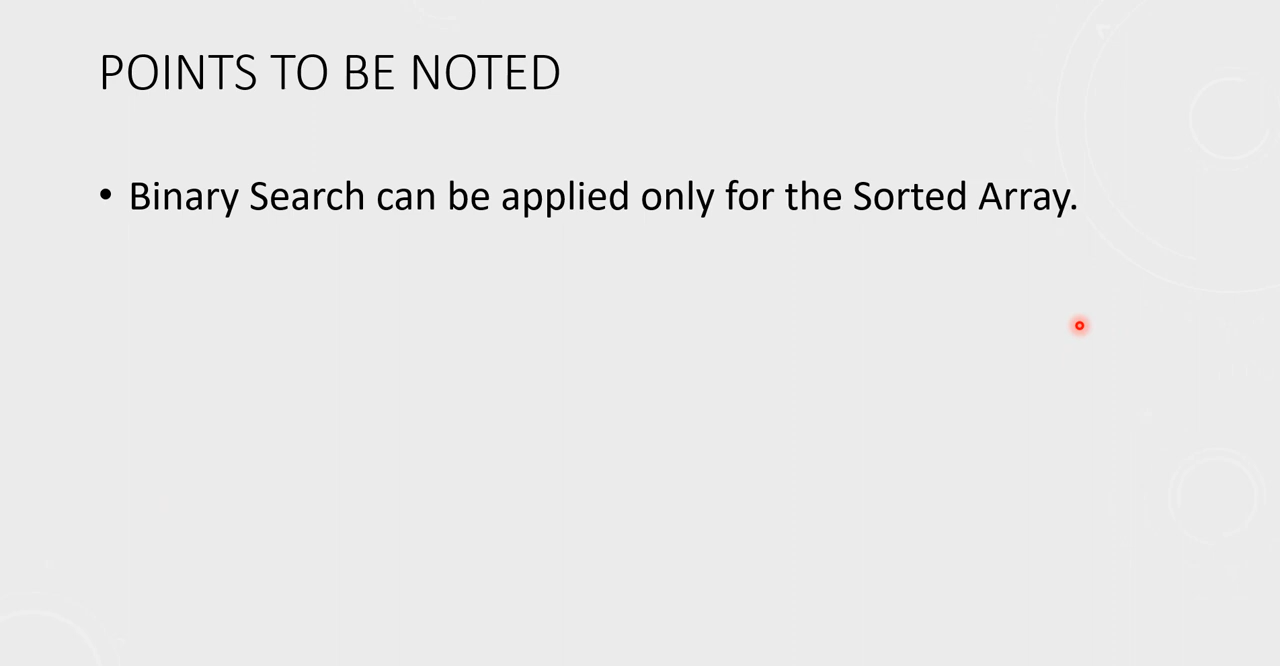 POINTS TO BE NOTED
• Binary Search can be applied only for the Sorted Array.